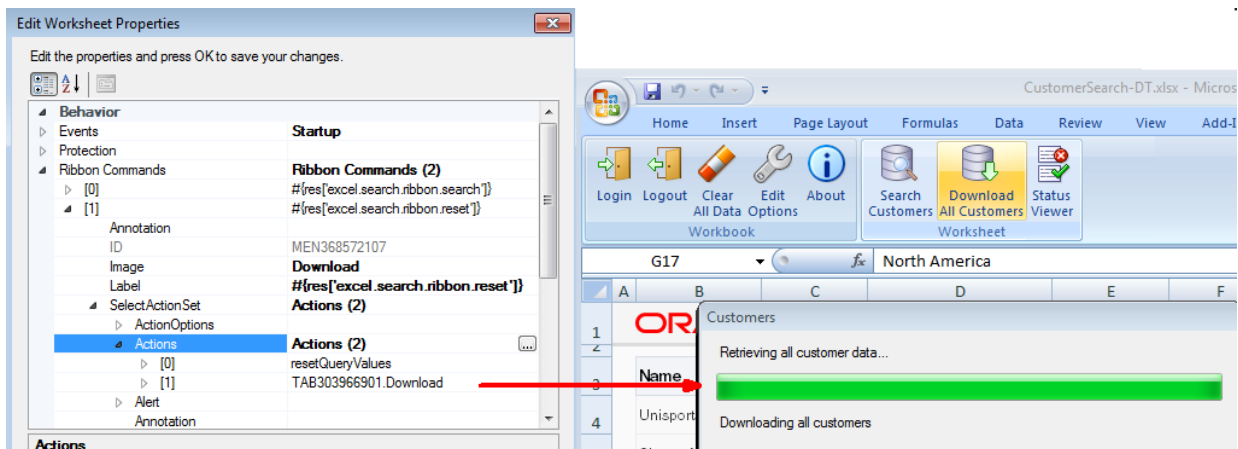 Edit Worksheet Properties
Edit the properties and press OK to save your changes.
Behavior
Events Startup
Protection
Ribbon Commands Ribbon Commands (2)
[0] #{res['excel.search.ribbon.search']}
[1] #{res['excel.search.ribbon.reset']}
Annotation
ID MEN368572107
Image Download
Label #{res['excel.search.ribbon.reset']}
SelectActionSet Actions (2)
ActionOptions
Actions Actions (2) ...
[0] resetQueryValues
[1] TAB303966901.Download
Alert
Annotation
Actions
CustomerSearch-DT.xlsx - Micros
Home Insert Page Layout Formulas Data Review View Add-I
Login Logout Clear All Data Edit Options About Search Customers Download All Customers Status Viewer
Workbook Worksheet
G17 fx North America
A B C D E F
1 ORA
2
3 Name
4 Unisport
Customers
Retrieving all customer data...
Downloading all customers